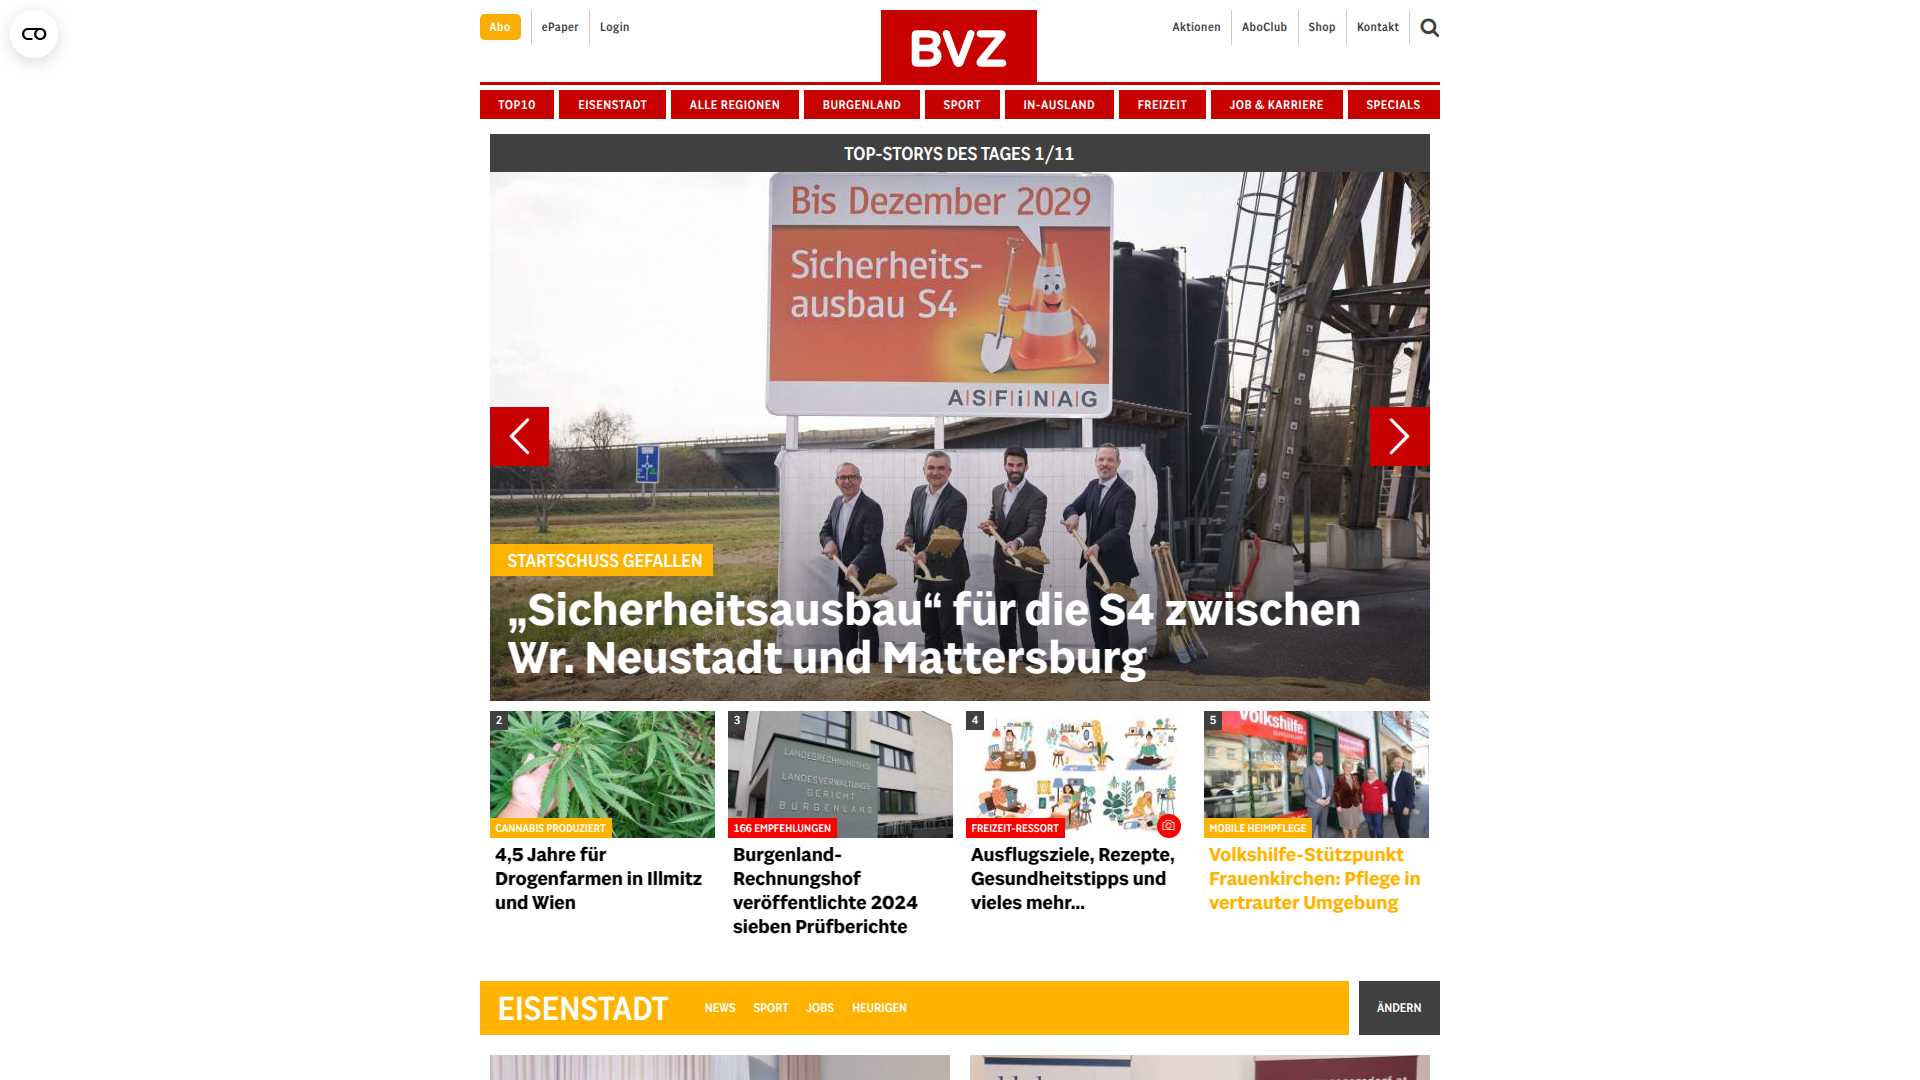 Abo
ePaper
Login
BVZ
Aktionen
AboClub
Shop
Kontakt
TOP10
EISENSTADT
ALLE REGIONEN
BURGENLAND
SPORT
IN-AUSLAND
FREIZEIT
JOB & KARRIERE
SPECIALS
TOP-STORYS DES TAGES 1/11
Bis Dezember 2029
Sicherheits-
ausbau S4
A|S|F|i|N|A|G
STARTSCHUSS GEFALLEN
„Sicherheitsausbau“ für die S4 zwischen
Wr. Neustadt und Mattersburg
2
CANNABIS PRODUZIERT
4,5 Jahre für
Drogenfarmen in Illmitz
und Wien
3
LANDESRECHNUNGSHOF
LANDESVERWALTUNGS-
GERICHT
BURGENLAND
166 EMPFEHLUNGEN
Burgenland-
Rechnungshof
veröffentlichte 2024
sieben Prüfberichte
4
FREIZEIT-RESSORT
Ausflugsziele, Rezepte,
Gesundheitstipps und
vieles mehr...
5
volkshilfe.
BURGENLAND
MOBILE HEIMPFLEGE
Volkshilfe-Stützpunkt
Frauenkirchen: Pflege in
vertrauter Umgebung
EISENSTADT
NEWS
SPORT
JOBS
HEURIGEN
ÄNDERN